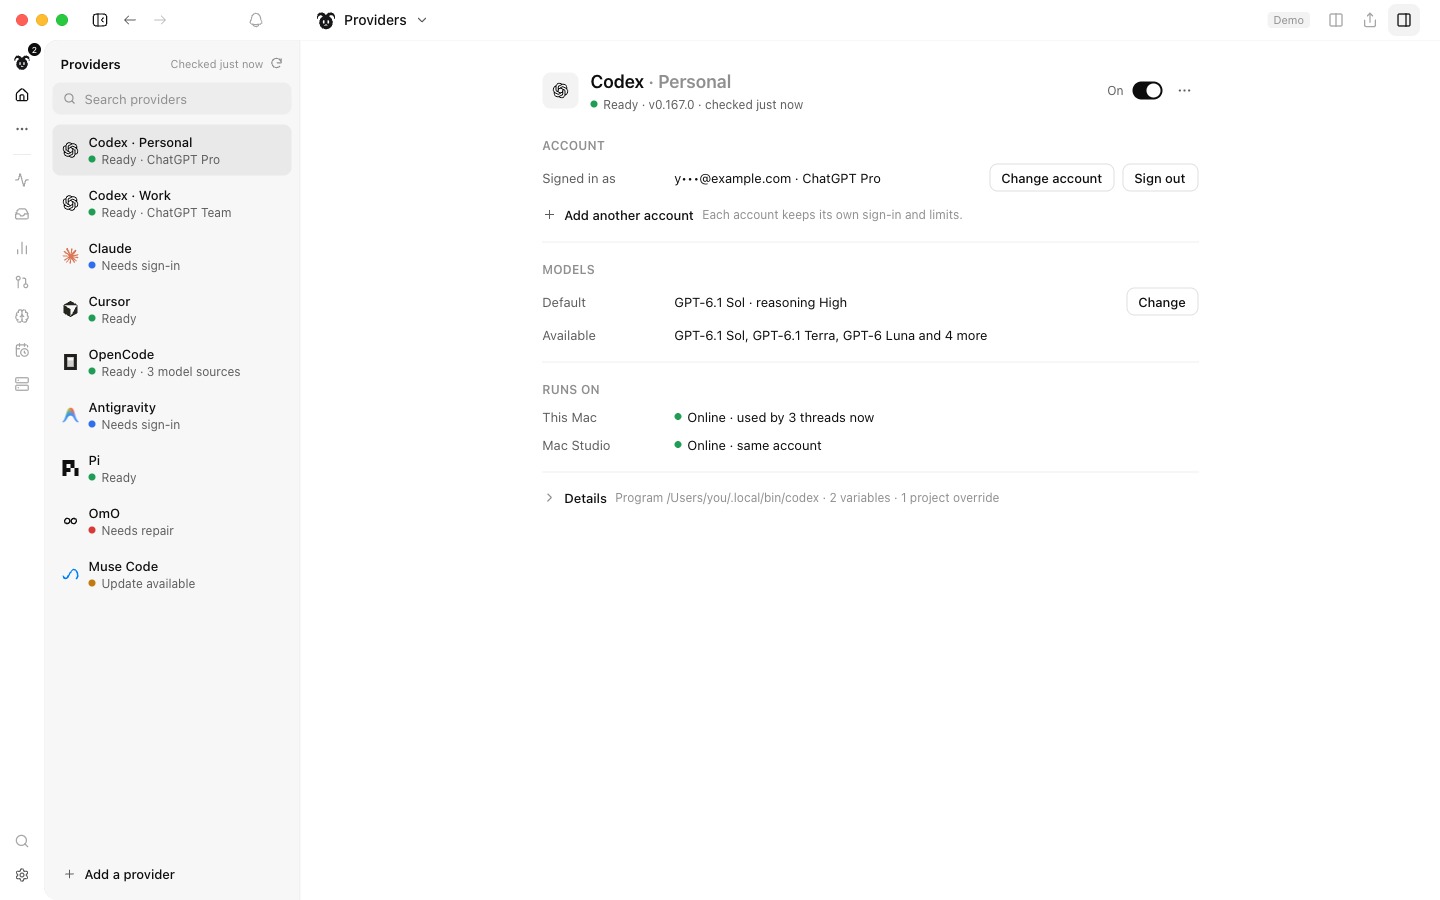 Providers
Demo
2
Providers
Checked just now
Search providers
Codex · Personal
Ready · ChatGPT Pro
Codex · Work
Ready · ChatGPT Team
Claude
Needs sign-in
Cursor
Ready
OpenCode
Ready · 3 model sources
Antigravity
Needs sign-in
Pi
Ready
OmO
Needs repair
Muse Code
Update available
Add a provider
Codex · Personal
Ready · v0.167.0 · checked just now
On
ACCOUNT
Signed in as y•••@example.com · ChatGPT Pro Change account Sign out
Add another account Each account keeps its own sign-in and limits.
MODELS
Default GPT-6.1 Sol · reasoning High Change
Available GPT-6.1 Sol, GPT-6.1 Terra, GPT-6 Luna and 4 more
RUNS ON
This Mac Online · used by 3 threads now
Mac Studio Online · same account
Details Program /Users/you/.local/bin/codex · 2 variables · 1 project override